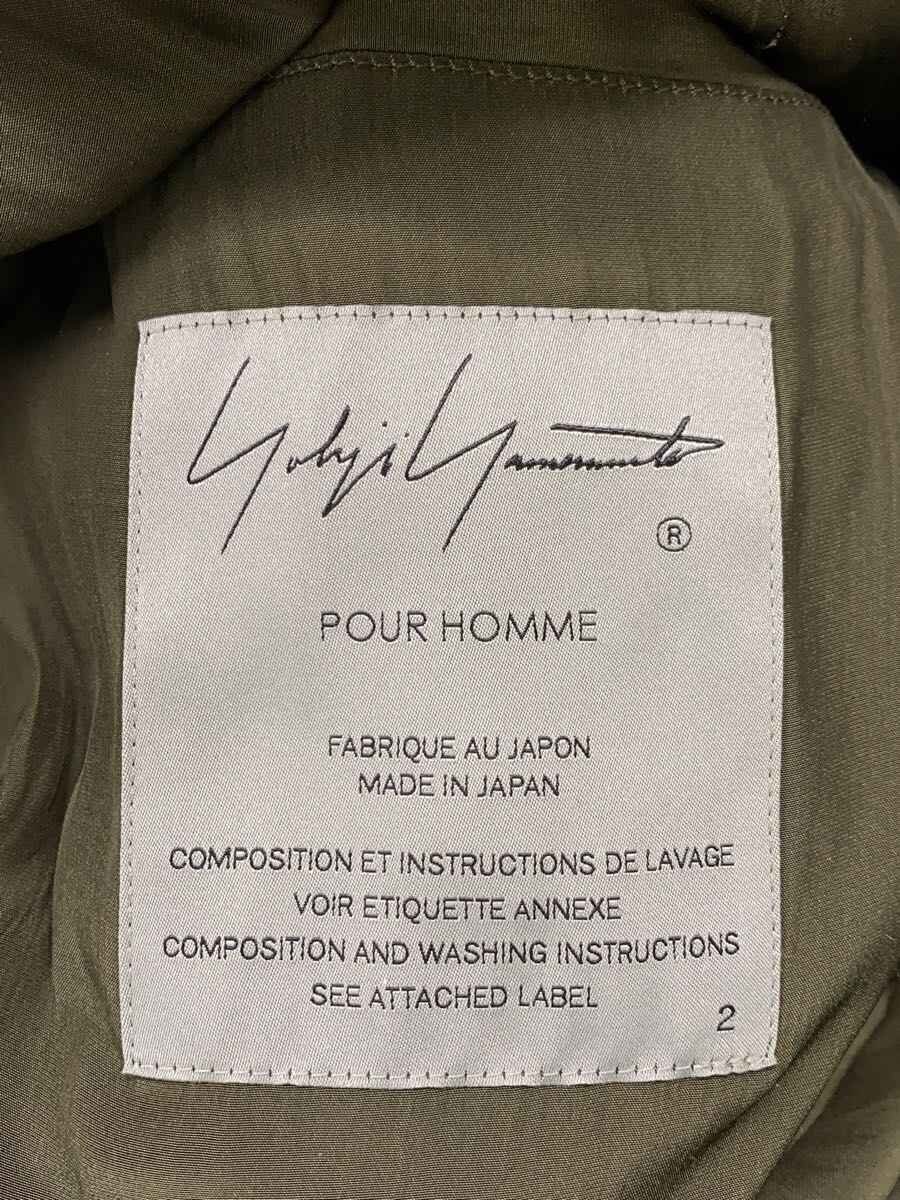 Yohji Yamamoto
®
POUR HOMME
FABRIQUE AU JAPON
MADE IN JAPAN
COMPOSITION ET INSTRUCTIONS DE LAVAGE
VOIR ETIQUETTE ANNEXE
COMPOSITION AND WASHING INSTRUCTIONS
SEE ATTACHED LABEL
2